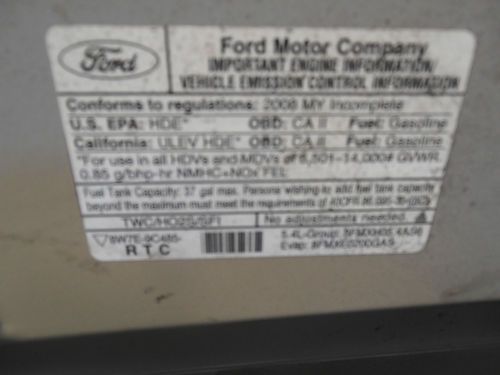 Ford
Ford Motor Company
IMPORTANT ENGINE INFORMATION
VEHICLE EMISSION CONTROL INFORMATION
Conforms to regulations: 2008 MY Incomplete
U.S. EPA: HDE* OBD: CA II Fuel: Gasoline
California: ULEV HDE* OBD: CA II Fuel: Gasoline
*For use in all HDVs and MDVs of 8,501-14,000# GVWR
0.85 g/bhp-hr NMHC+NOx FEL
Fuel Tank Capacity: 37 gal max. Persons wishing to add fuel tank capacity
beyond the maximum must meet the requirements of 40CFR
TWC/HO2S/SFI No adjustments needed.
8W7E-9C485-
RTC
5.4L-Group:
Evap: